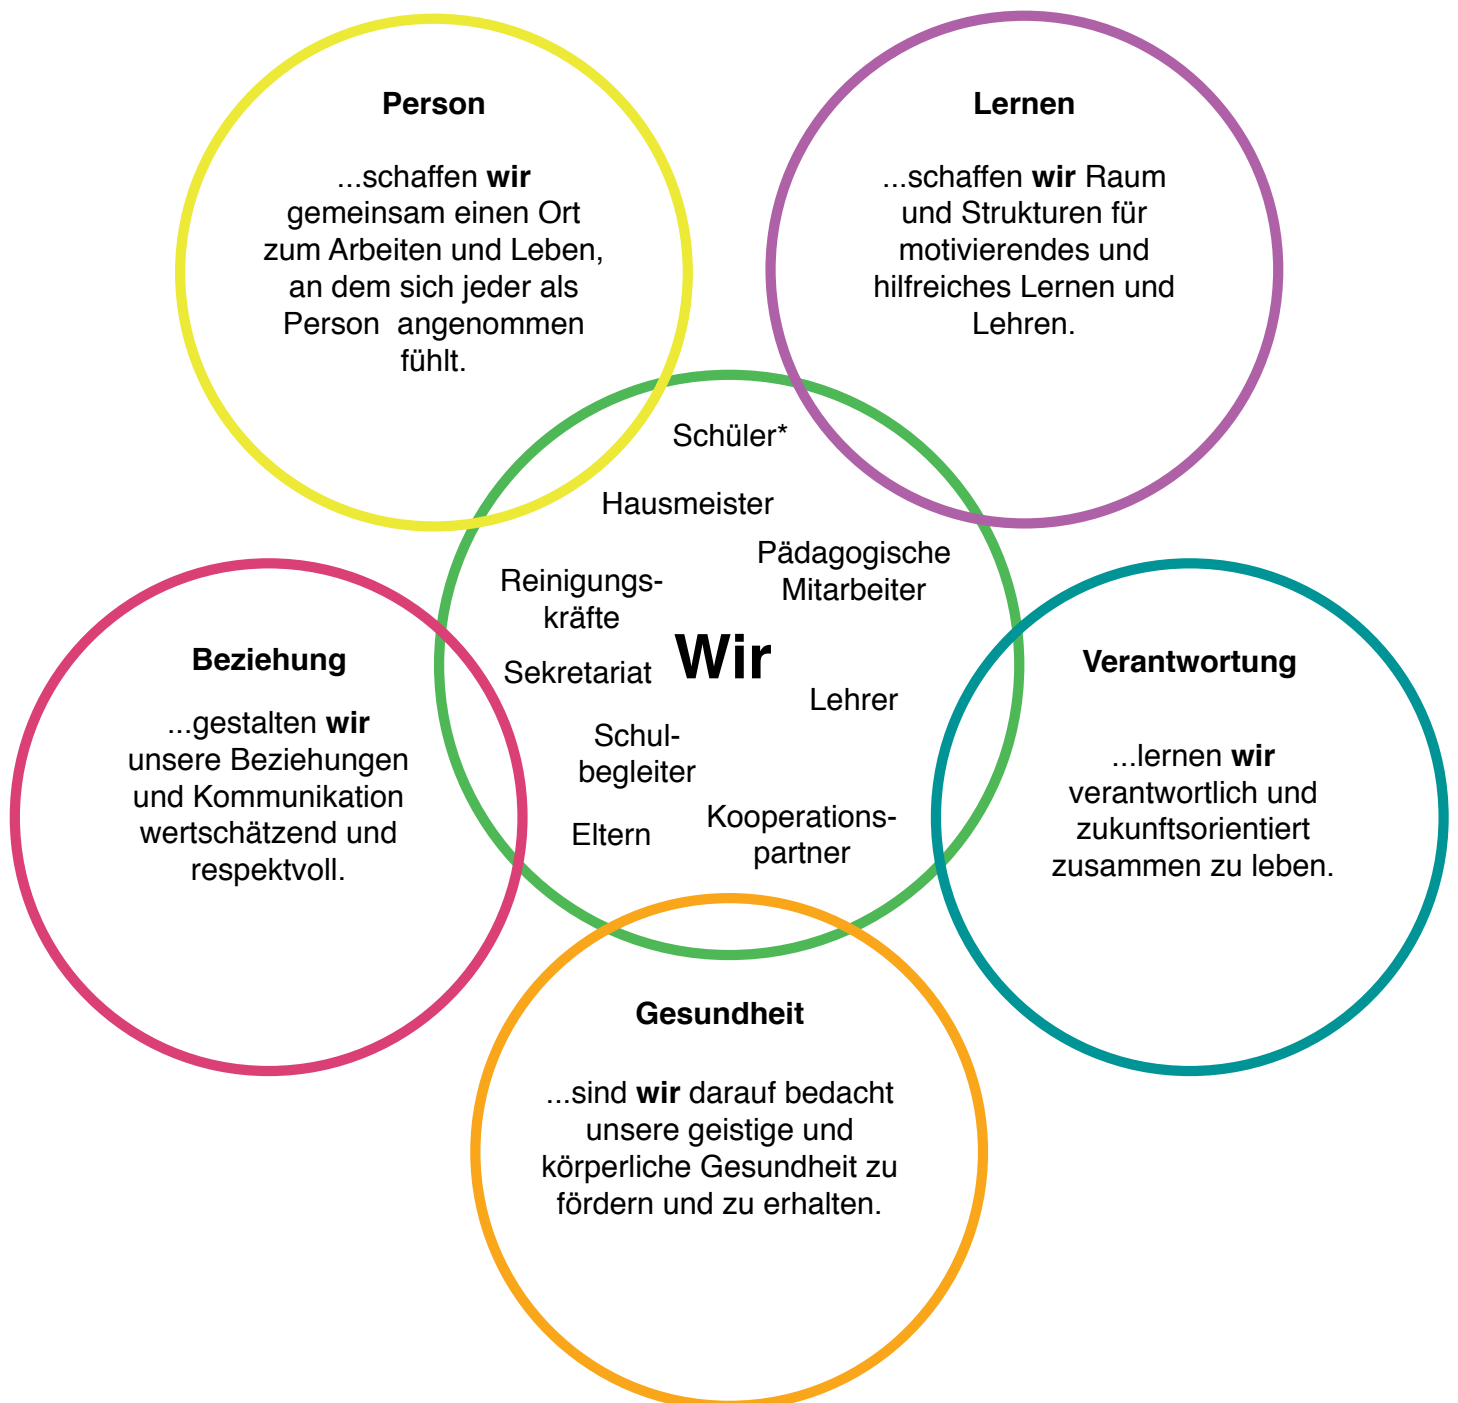 Person
...schaffen wir
gemeinsam einen Ort
zum Arbeiten und Leben,
an dem sich jeder als
Person  angenommen
fühlt.
Lernen
...schaffen wir Raum
und Strukturen für
motivierendes und
hilfreiches Lernen und
Lehren.
Schüler*
Hausmeister
Pädagogische
Mitarbeiter
Reinigungs-
kräfte
Wir
Sekretariat
Lehrer
Schul-
begleiter
Eltern
Kooperations-
partner
Beziehung
...gestalten wir
unsere Beziehungen
und Kommunikation
wertschätzend und
respektvoll.
Verantwortung
...lernen wir
verantwortlich und
zukunftsorientiert
zusammen zu leben.
Gesundheit
...sind wir darauf bedacht
unsere geistige und
körperliche Gesundheit zu
fördern und zu erhalten.